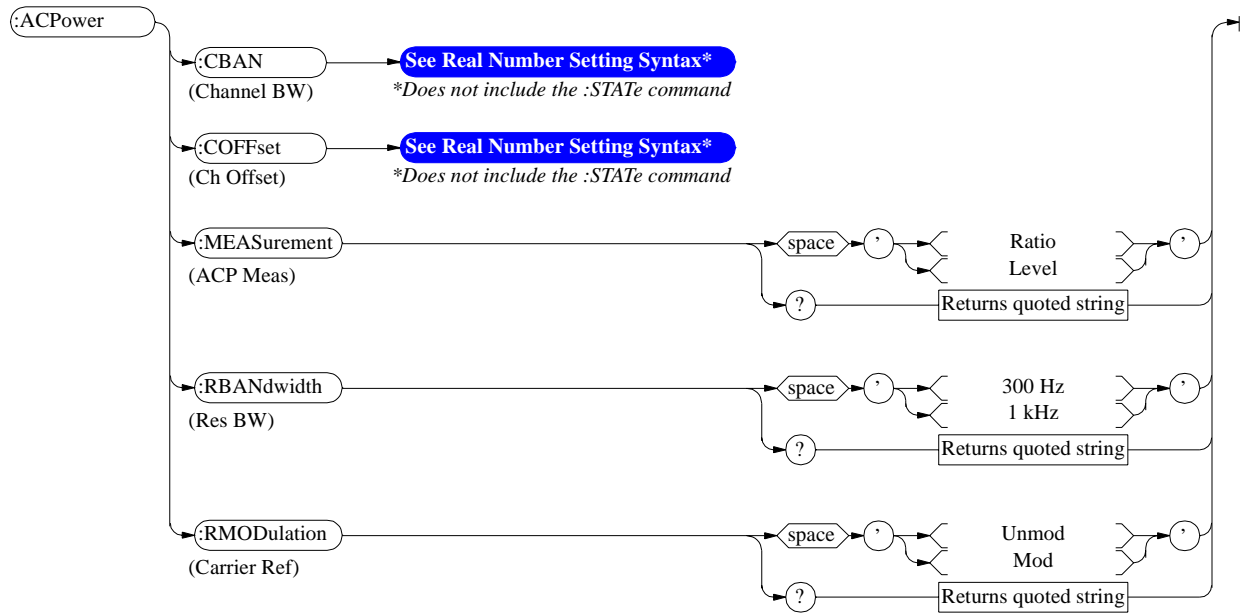 :ACPower
:CBAN See Real Number Setting Syntax*
(Channel BW) *Does not include the :STATe command
:COFFset See Real Number Setting Syntax*
(Ch Offset) *Does not include the :STATe command
:MEASurement space ’ Ratio ’
(ACP Meas) Level
? Returns quoted string
:RBANdwidth space ’ 300 Hz ’
(Res BW) 1 kHz
? Returns quoted string
:RMODulation space ’ Unmod ’
(Carrier Ref) Mod
? Returns quoted string